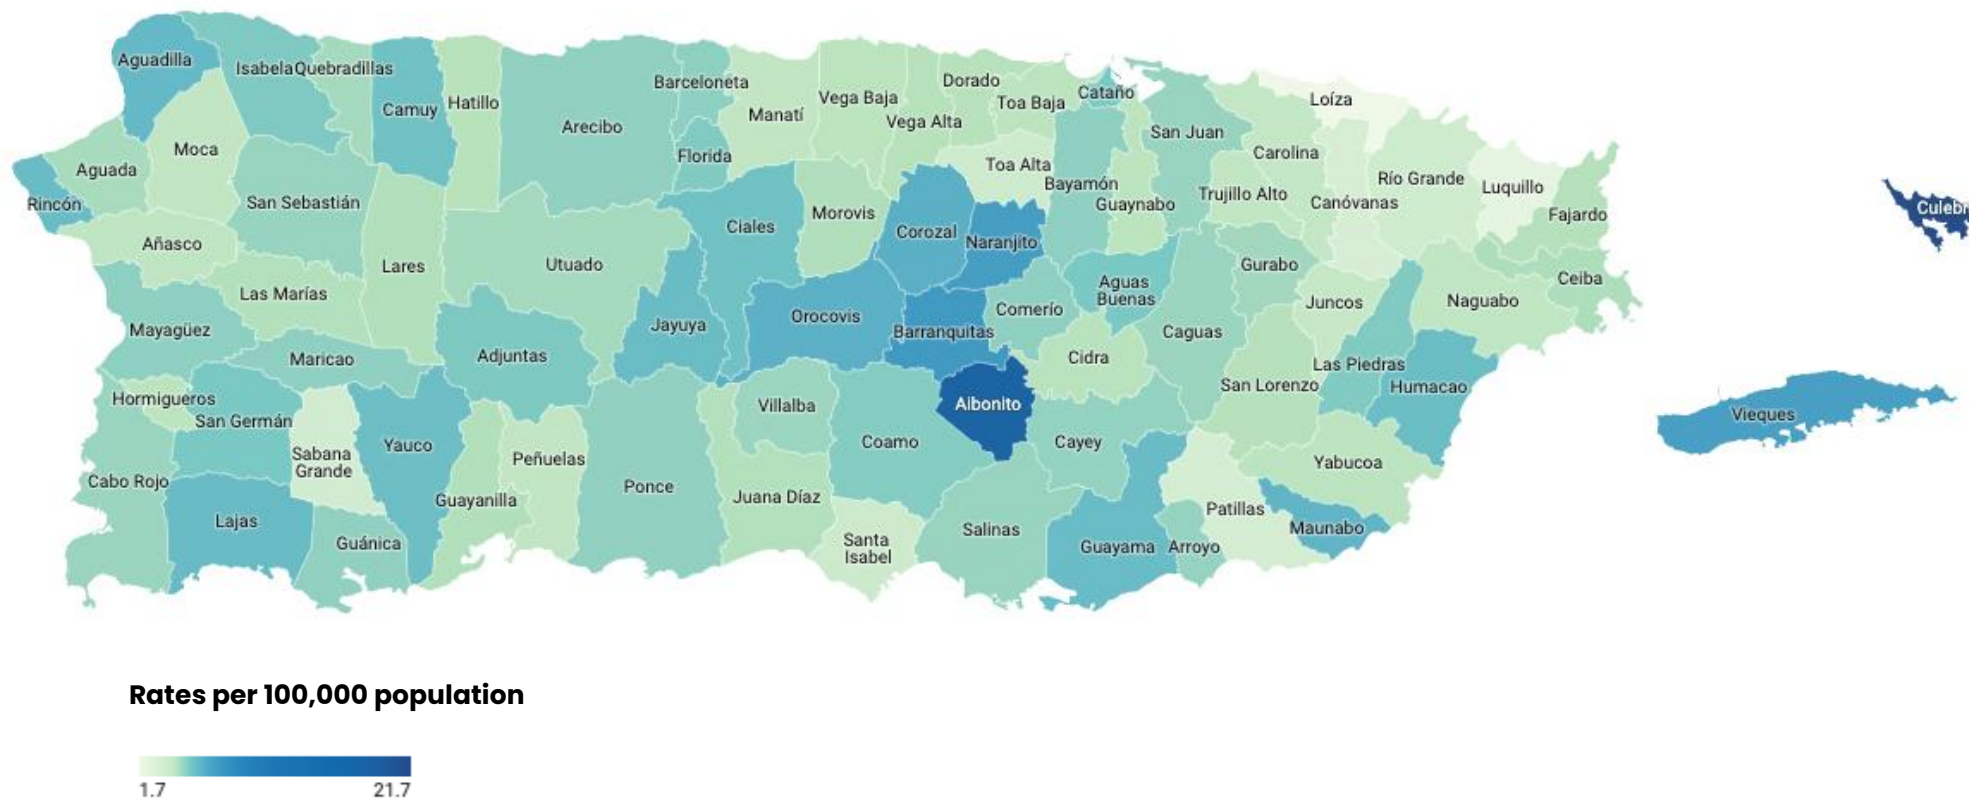 Aguadilla
Isabela
Quebradillas
Camuy
Hatillo
Arecibo
Barceloneta
Florida
Manatí
Vega Baja
Vega Alta
Dorado
Toa Baja
Cataño
Toa Alta
Bayamón
Guaynabo
San Juan
Trujillo Alto
Carolina
Loíza
Canóvanas
Río Grande
Luquillo
Fajardo
Culebr
Moca
Aguada
Rincón
San Sebastián
Añasco
Las Marías
Lares
Utuado
Ciales
Morovis
Corozal
Naranjito
Aguas
Buenas
Gurabo
Juncos
Ceiba
Naguabo
Mayagüez
Maricao
Adjuntas
Jayuya
Orocovis
Barranquitas
Comerío
Cidra
Caguas
San Lorenzo
Las Piedras
Humacao
Vieques
Hormigueros
San Germán
Sabana
Grande
Yauco
Guayanilla
Peñuelas
Ponce
Villalba
Juana Díaz
Coamo
Aibonito
Cayey
Yabucoa
Cabo Rojo
Lajas
Guánica
Santa
Isabel
Salinas
Guayama
Arroyo
Patillas
Maunabo
Rates per 100,000 population
1.7
21.7